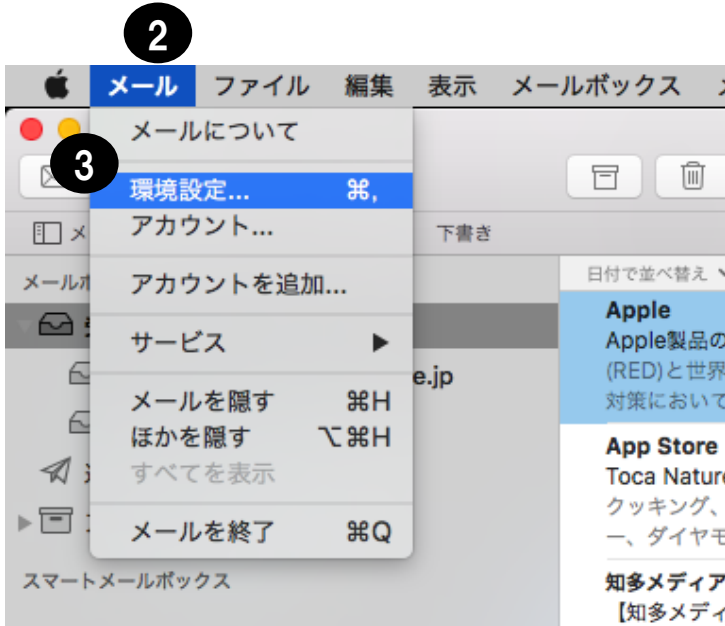 2
メール ファイル 編集 表示 メールボックス
メールについて
3
環境設定... ⌘,
アカウント...
下書き
アカウントを追加...
サービス ▶
メールを隠す ⌘H
ほかを隠す ⌥⌘H
すべてを表示
メールを終了 ⌘Q
e.jp
スマートメールボックス
日付で並べ替え
Apple
Apple製品の
(RED)と世界
対策において
App Store
Toca Nature
クッキング、
ー、ダイヤモ
知多メディア
【知多メディ